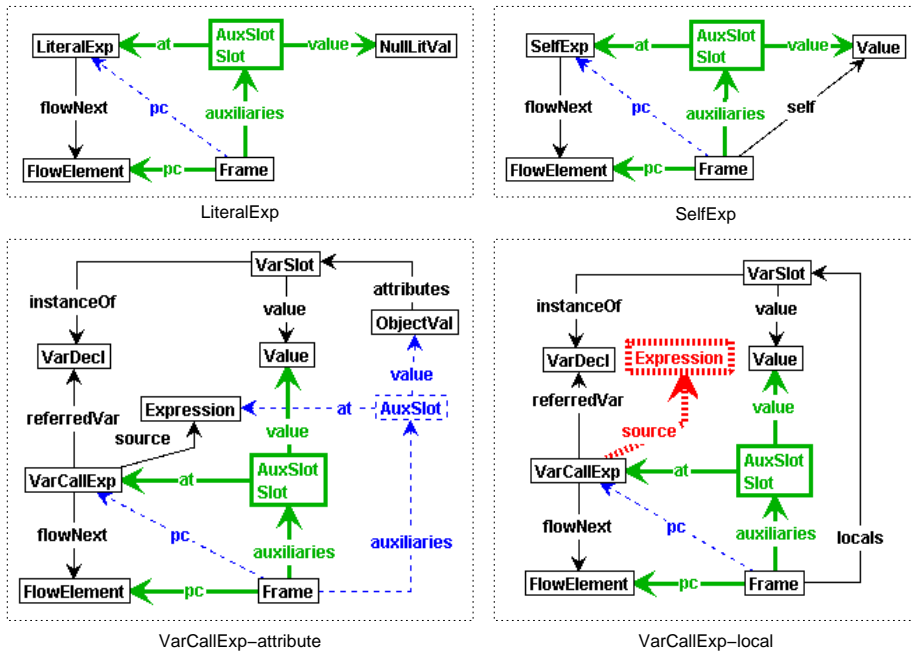 LiteralExp
at
AuxSlot
Slot
value
NullLitVal
flowNext
pc
auxiliaries
FlowElement
pc
Frame
LiteralExp
SelfExp
at
AuxSlot
Slot
value
Value
flowNext
pc
auxiliaries
self
FlowElement
pc
Frame
SelfExp
VarSlot
instanceOf
value
attributes
ObjectVal
VarDecl
Value
value
referredVar
Expression
at
AuxSlot
source
value
VarCallExp
at
AuxSlot
Slot
flowNext
pc
auxiliaries
auxiliaries
FlowElement
pc
Frame
VarCallExp–attribute
VarSlot
instanceOf
value
VarDecl
Expression
Value
referredVar
value
source
VarCallExp
at
AuxSlot
Slot
flowNext
pc
auxiliaries
locals
FlowElement
pc
Frame
VarCallExp–local